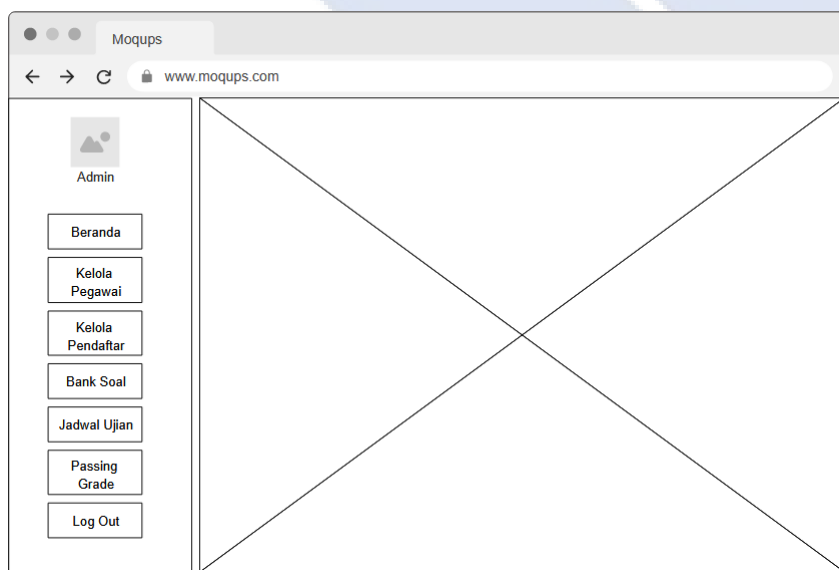 Moqups
www.moqups.com
Admin
Beranda
Kelola
Pegawai
Kelola
Pendaftar
Bank Soal
Jadwal Ujian
Passing
Grade
Log Out